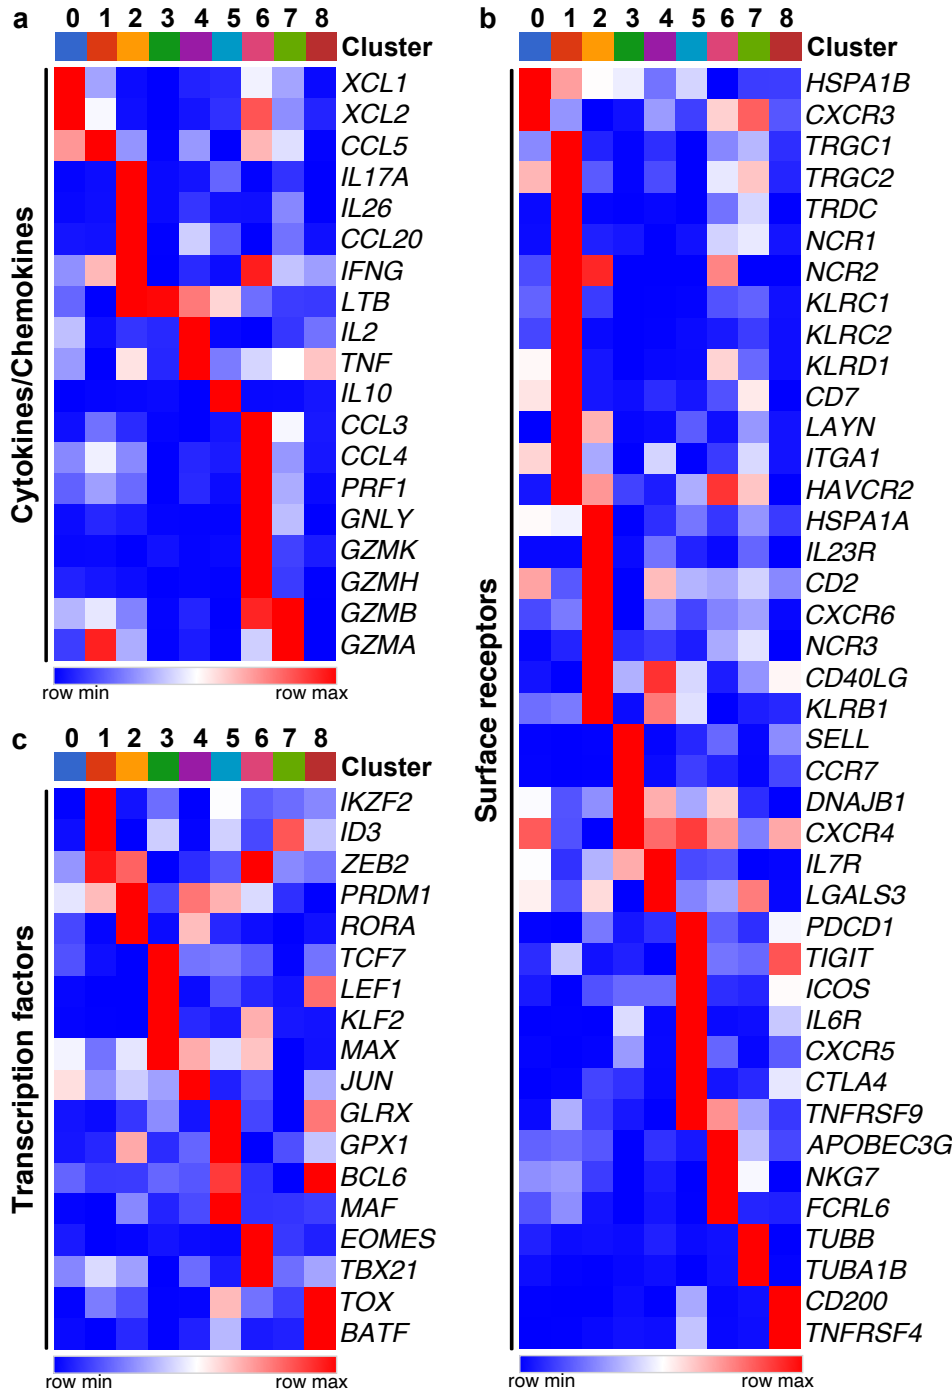 a
0 1 2 3 4 5 6 7 8
Cluster
Cytokines/Chemokines
XCL1
XCL2
CCL5
IL17A
IL26
CCL20
IFNG
LTB
IL2
TNF
IL10
CCL3
CCL4
PRF1
GNLY
GZMK
GZMH
GZMB
GZMA
row min row max
b
0 1 2 3 4 5 6 7 8
Cluster
Surface receptors
HSPA1B
CXCR3
TRGC1
TRGC2
TRDC
NCR1
NCR2
KLRC1
KLRC2
KLRD1
CD7
LAYN
ITGA1
HAVCR2
HSPA1A
IL23R
CD2
CXCR6
NCR3
CD40LG
KLRB1
SELL
CCR7
DNAJB1
CXCR4
IL7R
LGALS3
PDCD1
TIGIT
ICOS
IL6R
CXCR5
CTLA4
TNFRSF9
APOBEC3G
NKG7
FCRL6
TUBB
TUBA1B
CD200
TNFRSF4
row min row max
c
0 1 2 3 4 5 6 7 8
Cluster
Transcription factors
IKZF2
ID3
ZEB2
PRDM1
RORA
TCF7
LEF1
KLF2
MAX
JUN
GLRX
GPX1
BCL6
MAF
EOMES
TBX21
TOX
BATF
row min row max